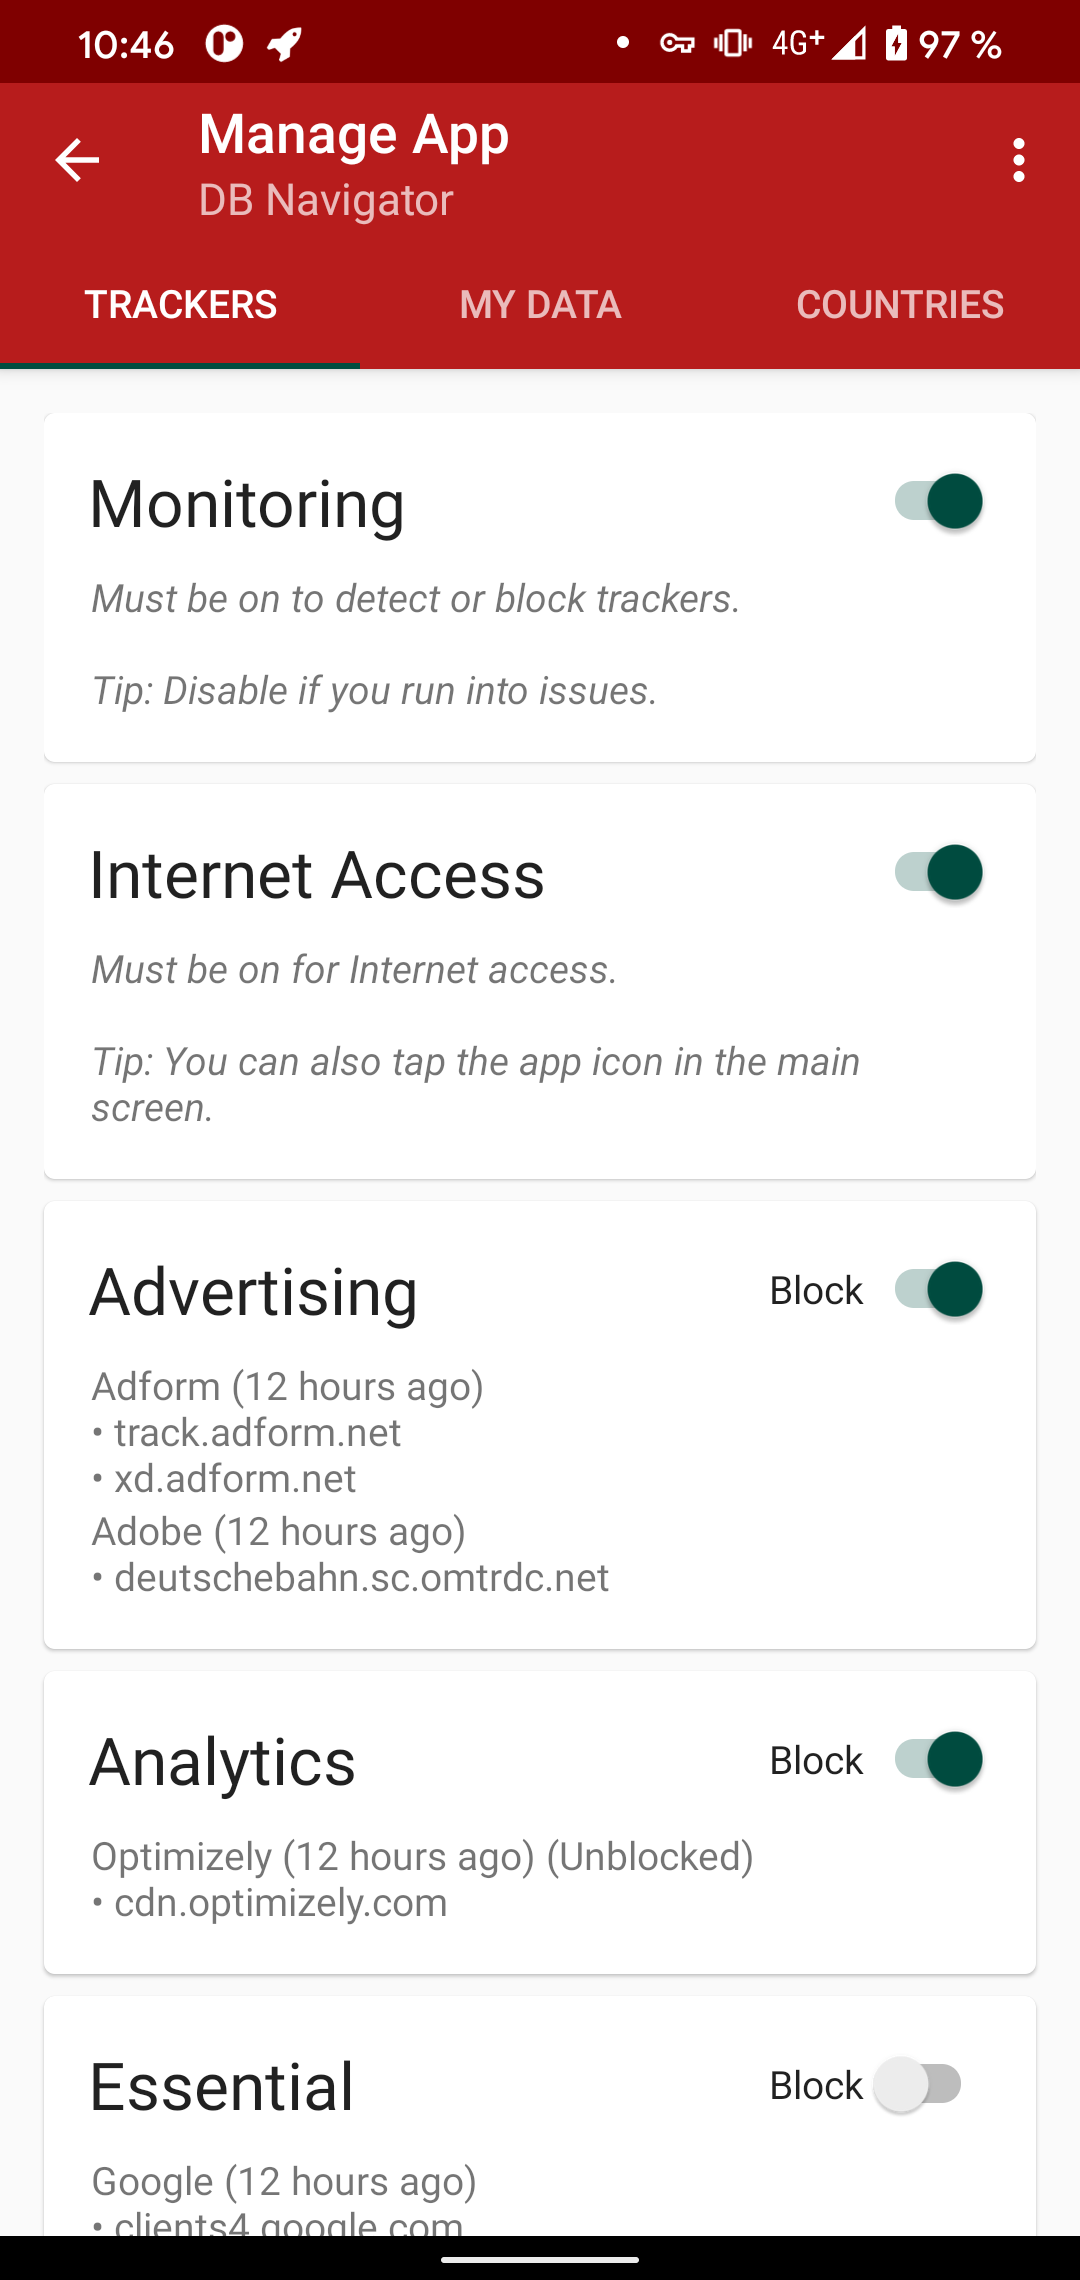 10:46
4G+ 97 %
Manage App
DB Navigator
TRACKERS MY DATA COUNTRIES
Monitoring
Must be on to detect or block trackers.
Tip: Disable if you run into issues.
Internet Access
Must be on for Internet access.
Tip: You can also tap the app icon in the main
screen.
Advertising Block
Adform (12 hours ago)
• track.adform.net
• xd.adform.net
Adobe (12 hours ago)
• deutschebahn.sc.omtrdc.net
Analytics Block
Optimizely (12 hours ago) (Unblocked)
• cdn.optimizely.com
Essential Block
Google (12 hours ago)
• clients4.google.com